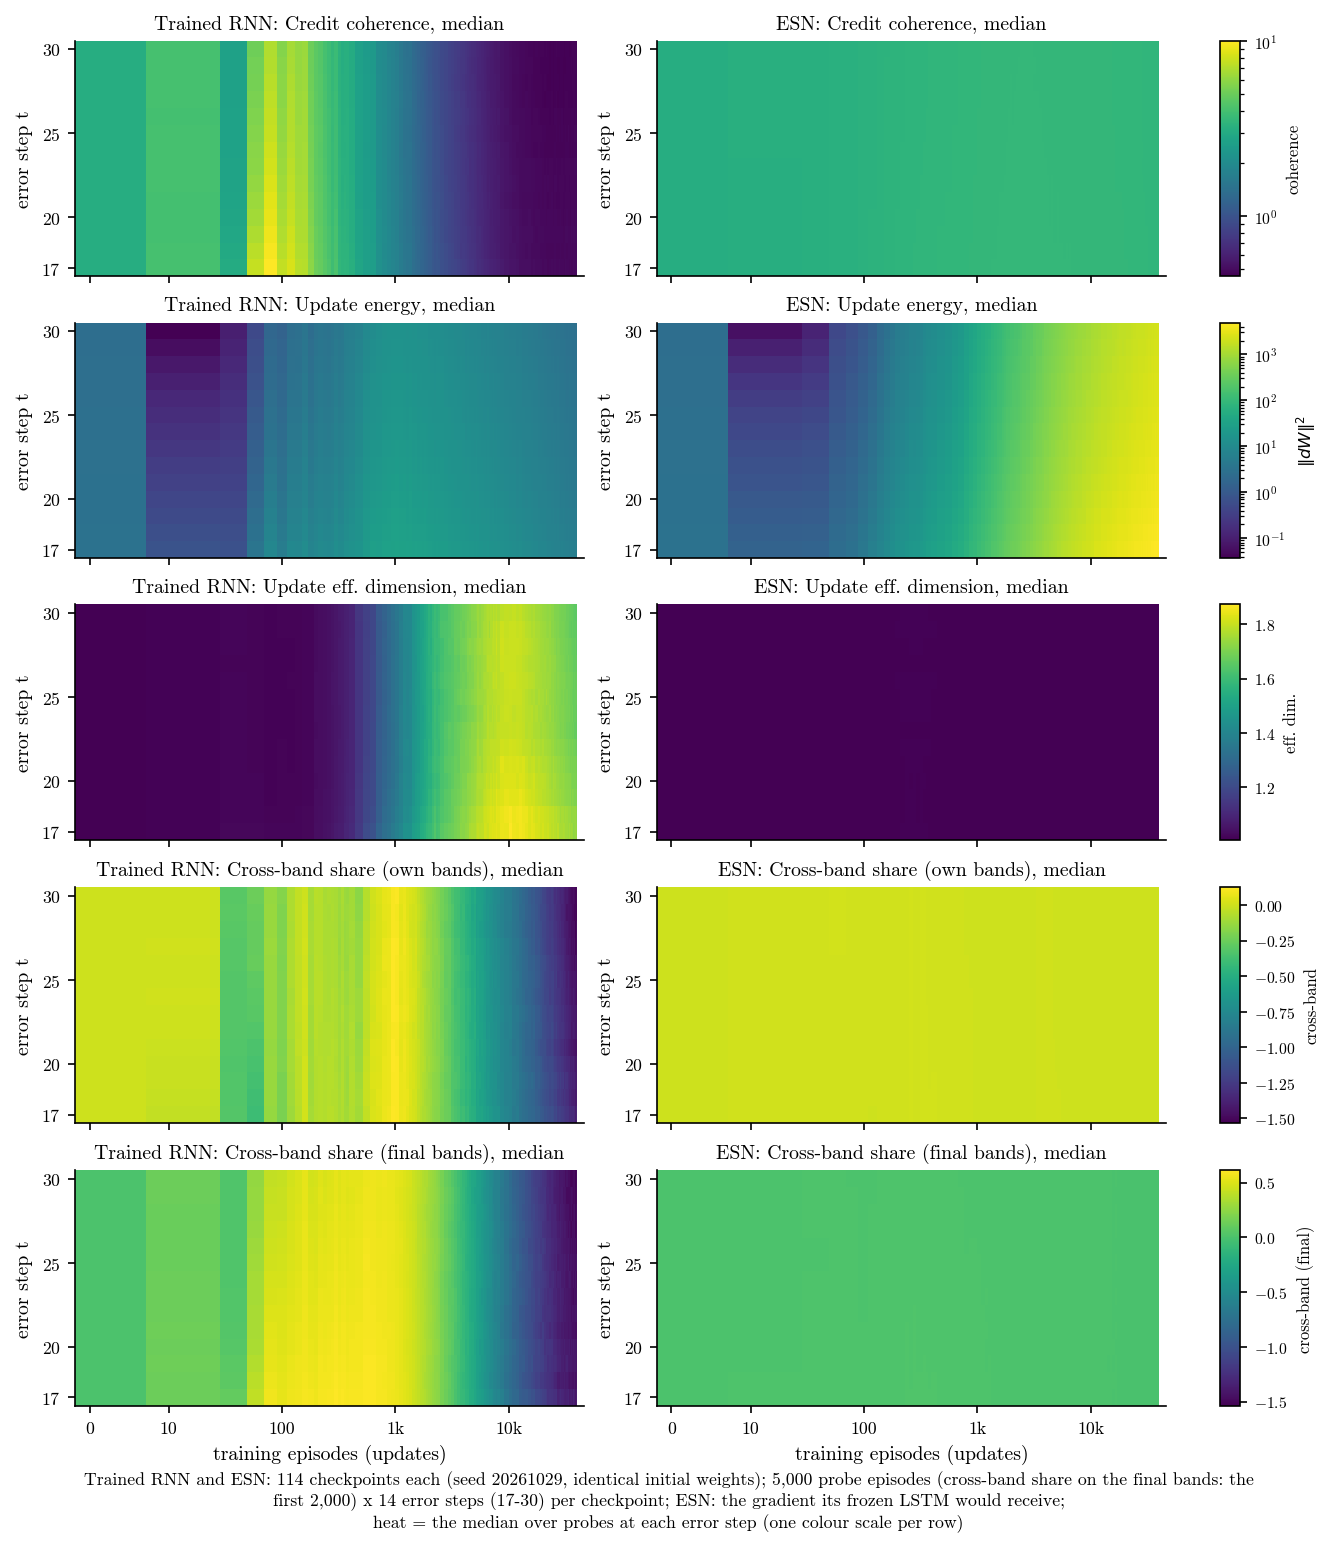 Trained RNN: Credit coherence, median
ESN: Credit coherence, median
error step t
30
25
20
17
error step t
30
25
20
17
10¹
10⁰
coherence
Trained RNN: Update energy, median
ESN: Update energy, median
error step t
30
25
20
17
error step t
30
25
20
17
10³
10²
10¹
10⁰
10⁻¹
‖dW‖²
Trained RNN: Update eff. dimension, median
ESN: Update eff. dimension, median
error step t
30
25
20
17
error step t
30
25
20
17
1.8
1.6
1.4
1.2
eff. dim.
Trained RNN: Cross-band share (own bands), median
ESN: Cross-band share (own bands), median
error step t
30
25
20
17
error step t
30
25
20
17
0.00
−0.25
−0.50
−0.75
−1.00
−1.25
−1.50
cross-band
Trained RNN: Cross-band share (final bands), median
ESN: Cross-band share (final bands), median
error step t
30
25
20
17
error step t
30
25
20
17
0.5
0.0
−0.5
−1.0
−1.5
cross-band (final)
0 10 100 1k 10k
0 10 100 1k 10k
training episodes (updates)
training episodes (updates)
Trained RNN and ESN: 114 checkpoints each (seed 20261029, identical initial weights); 5,000 probe episodes (cross-band share on the final bands: the
first 2,000) x 14 error steps (17-30) per checkpoint; ESN: the gradient its frozen LSTM would receive;
heat = the median over probes at each error step (one colour scale per row)